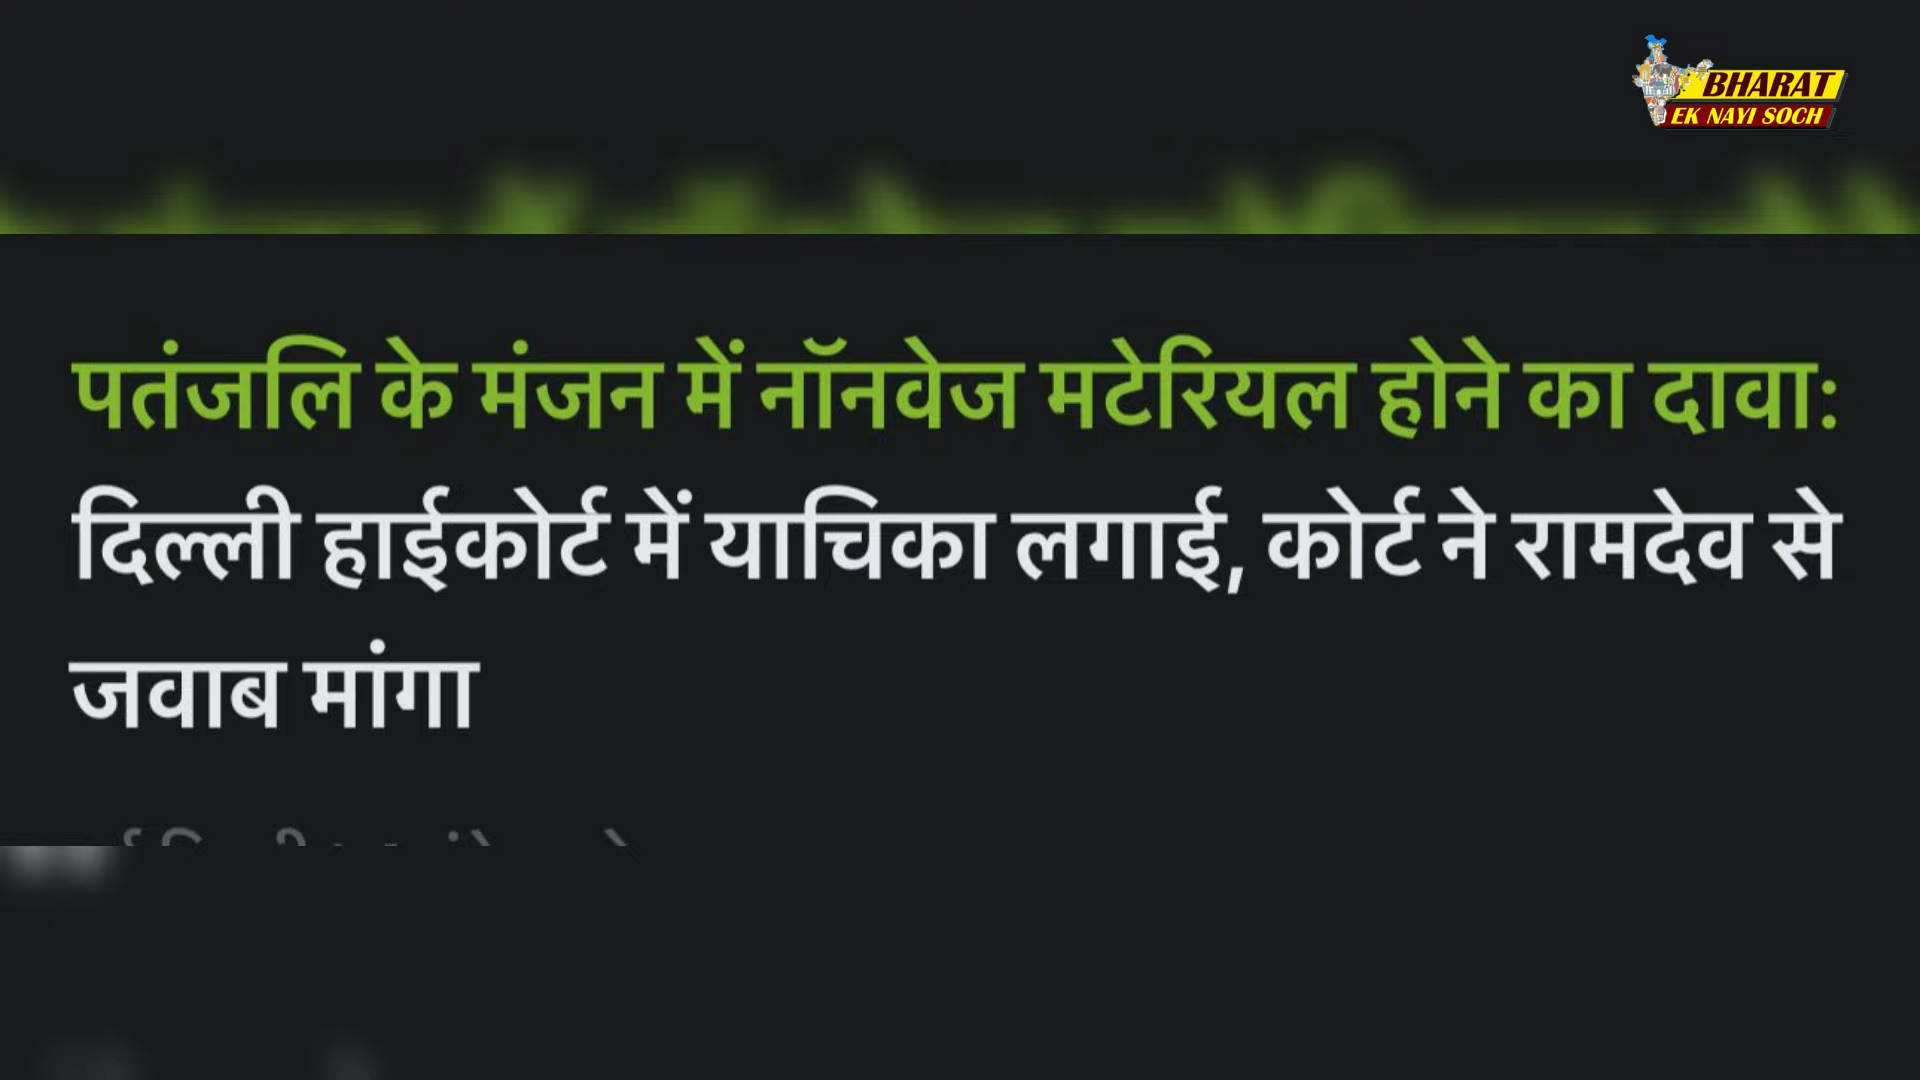 BHARAT
EK NAYI SOCH
पतंजलि के मंजन में नॉनवेज मटेरियल होने का दावा:
दिल्ली हाईकोर्ट में याचिका लगाई, कोर्ट ने रामदेव से
जवाब मांगा